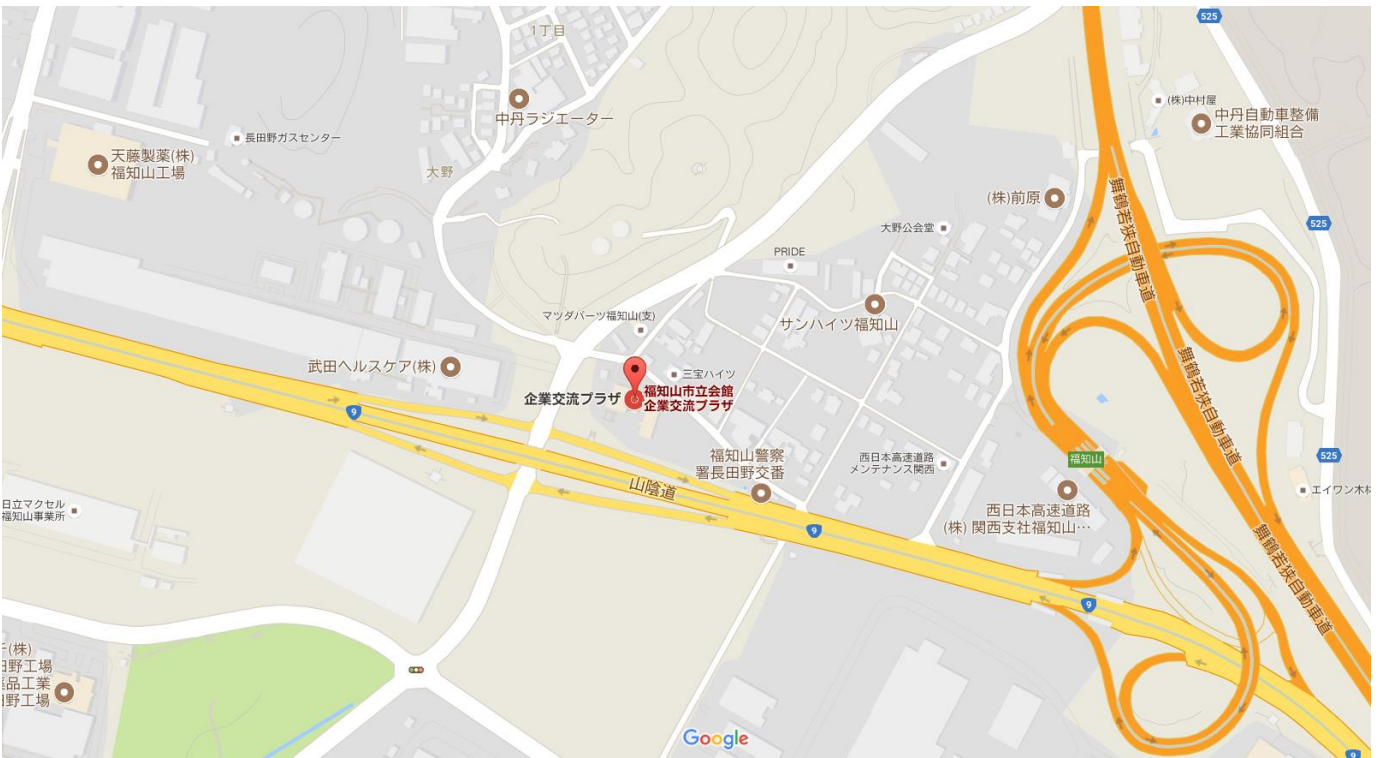 525
1丁目
中丹ラジエーター
(株)中村屋
中丹自動車整備
工業協同組合
長田野ガスセンター
天藤製薬(株)
福知山工場
大野
(株)前原
舞鶴若狭自動車道
525
大野公会堂
PRIDE
舞鶴若狭自動車道
マツダパーツ福知山(支)
サンハイツ福知山
武田ヘルスケア(株)
三宝ハイツ
企業交流プラザ
福知山市立会館
企業交流プラザ
9
福知山警察
署長田野交番
西日本高速道路
メンテナンス関西
福知山
525
山陰道
エイワン木材
日立マクセル
福知山事業所
西日本高速道路
(株) 関西支社福知山…
9
舞鶴若狭自動車道
9
(株)
野工場
品工業
野工場
Google
9